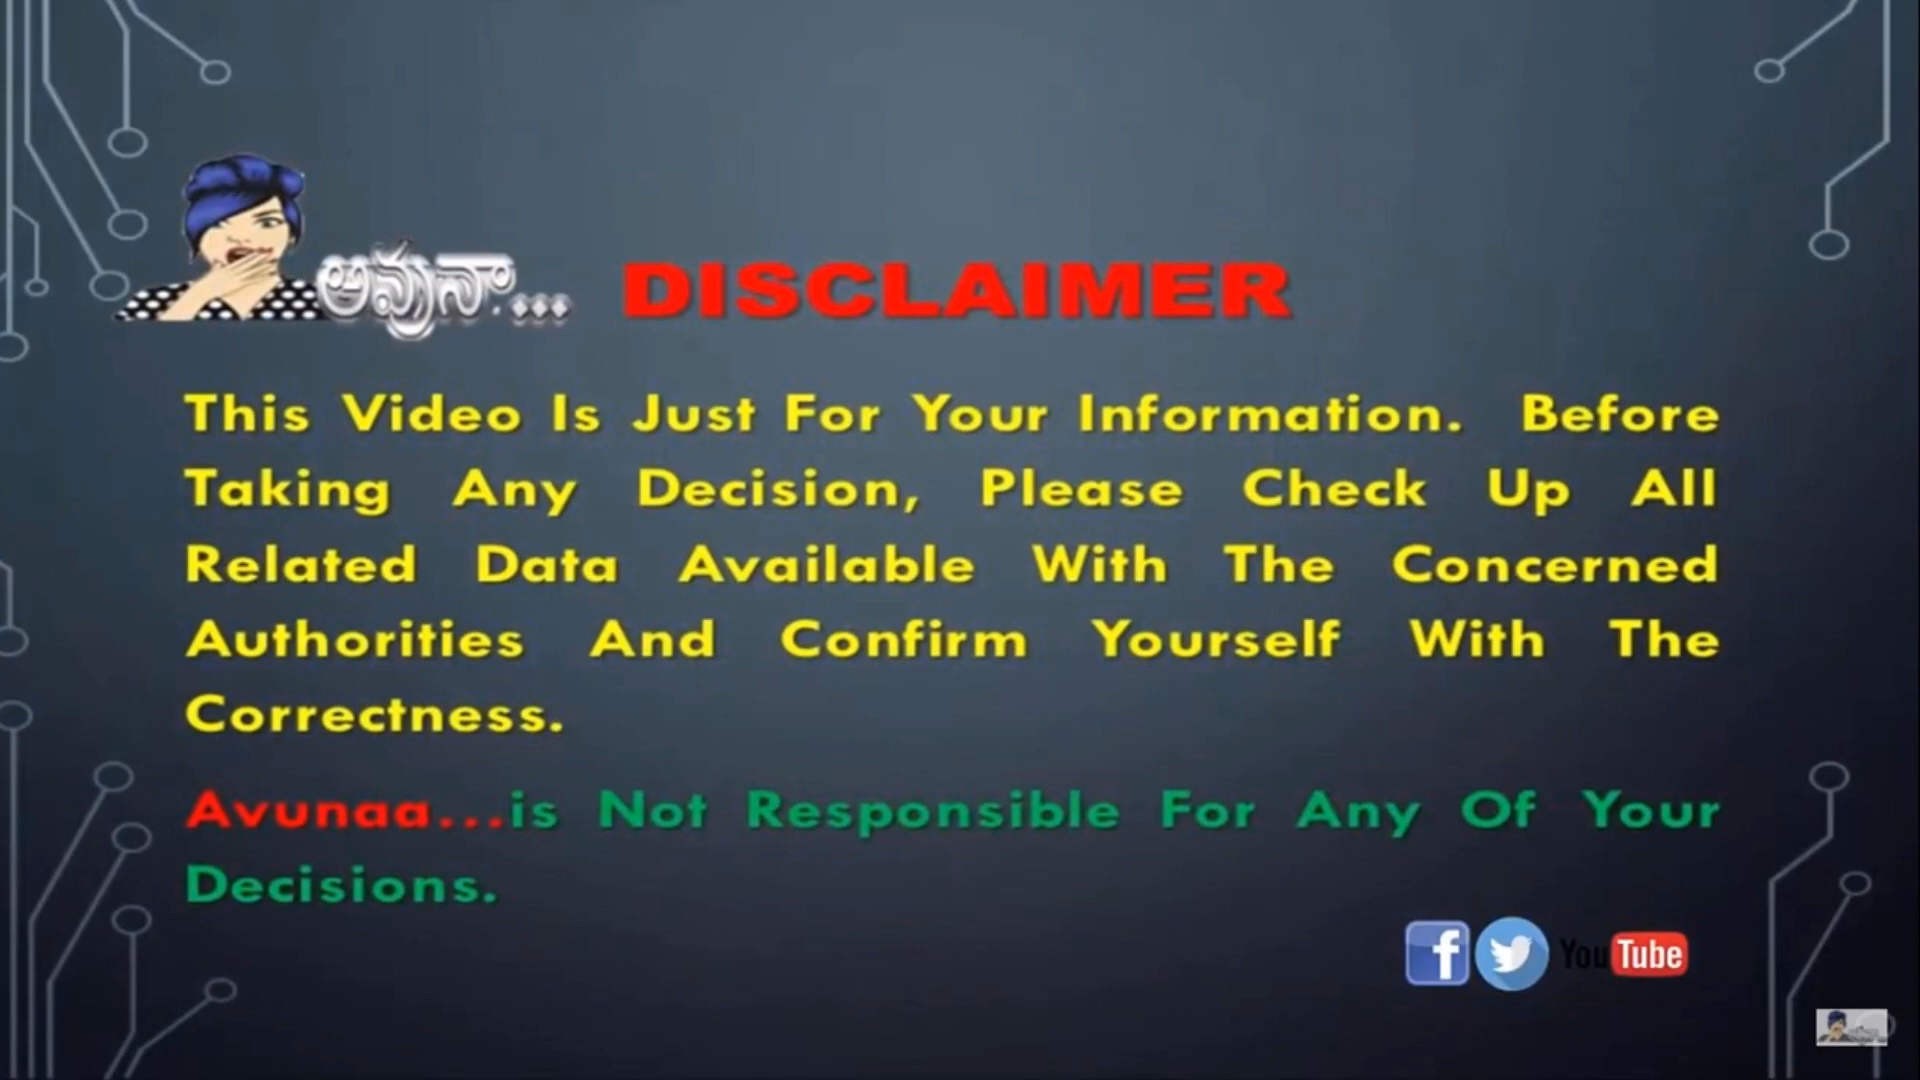 అవునా...
DISCLAIMER
This Video Is Just For Your Information. Before
Taking Any Decision, Please Check Up All
Related Data Available With The Concerned
Authorities And Confirm Yourself With The
Correctness.
Avunaa...is Not Responsible For Any Of Your
Decisions.
f YouTube